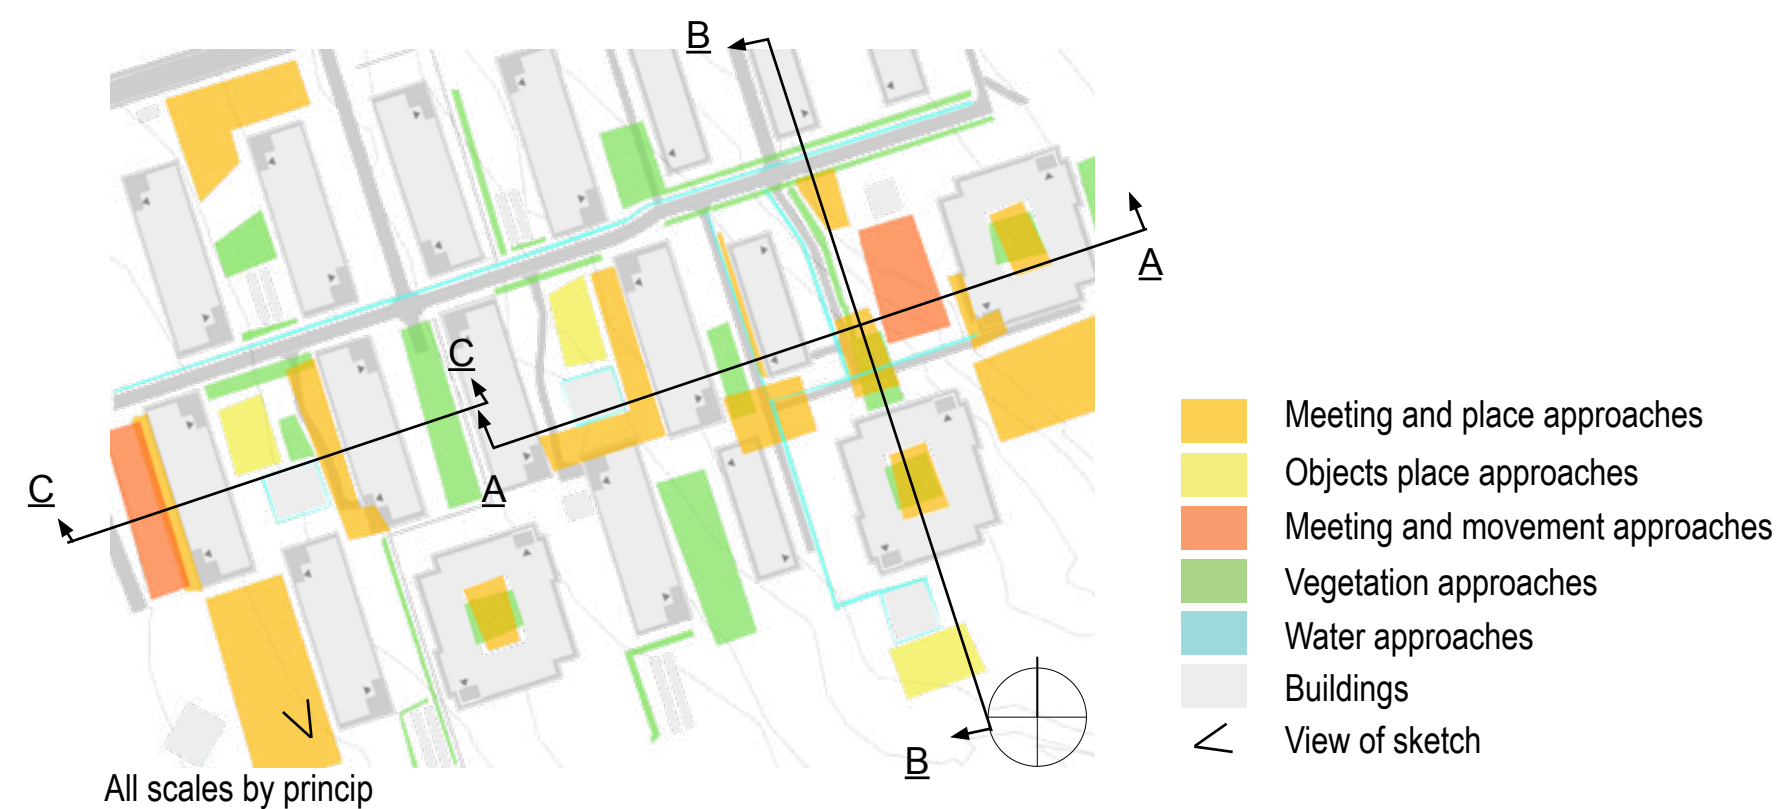 B
A
C
C
A
B
Meeting and place approaches
Objects place approaches
Meeting and movement approaches
Vegetation approaches
Water approaches
Buildings
View of sketch
All scales by princip